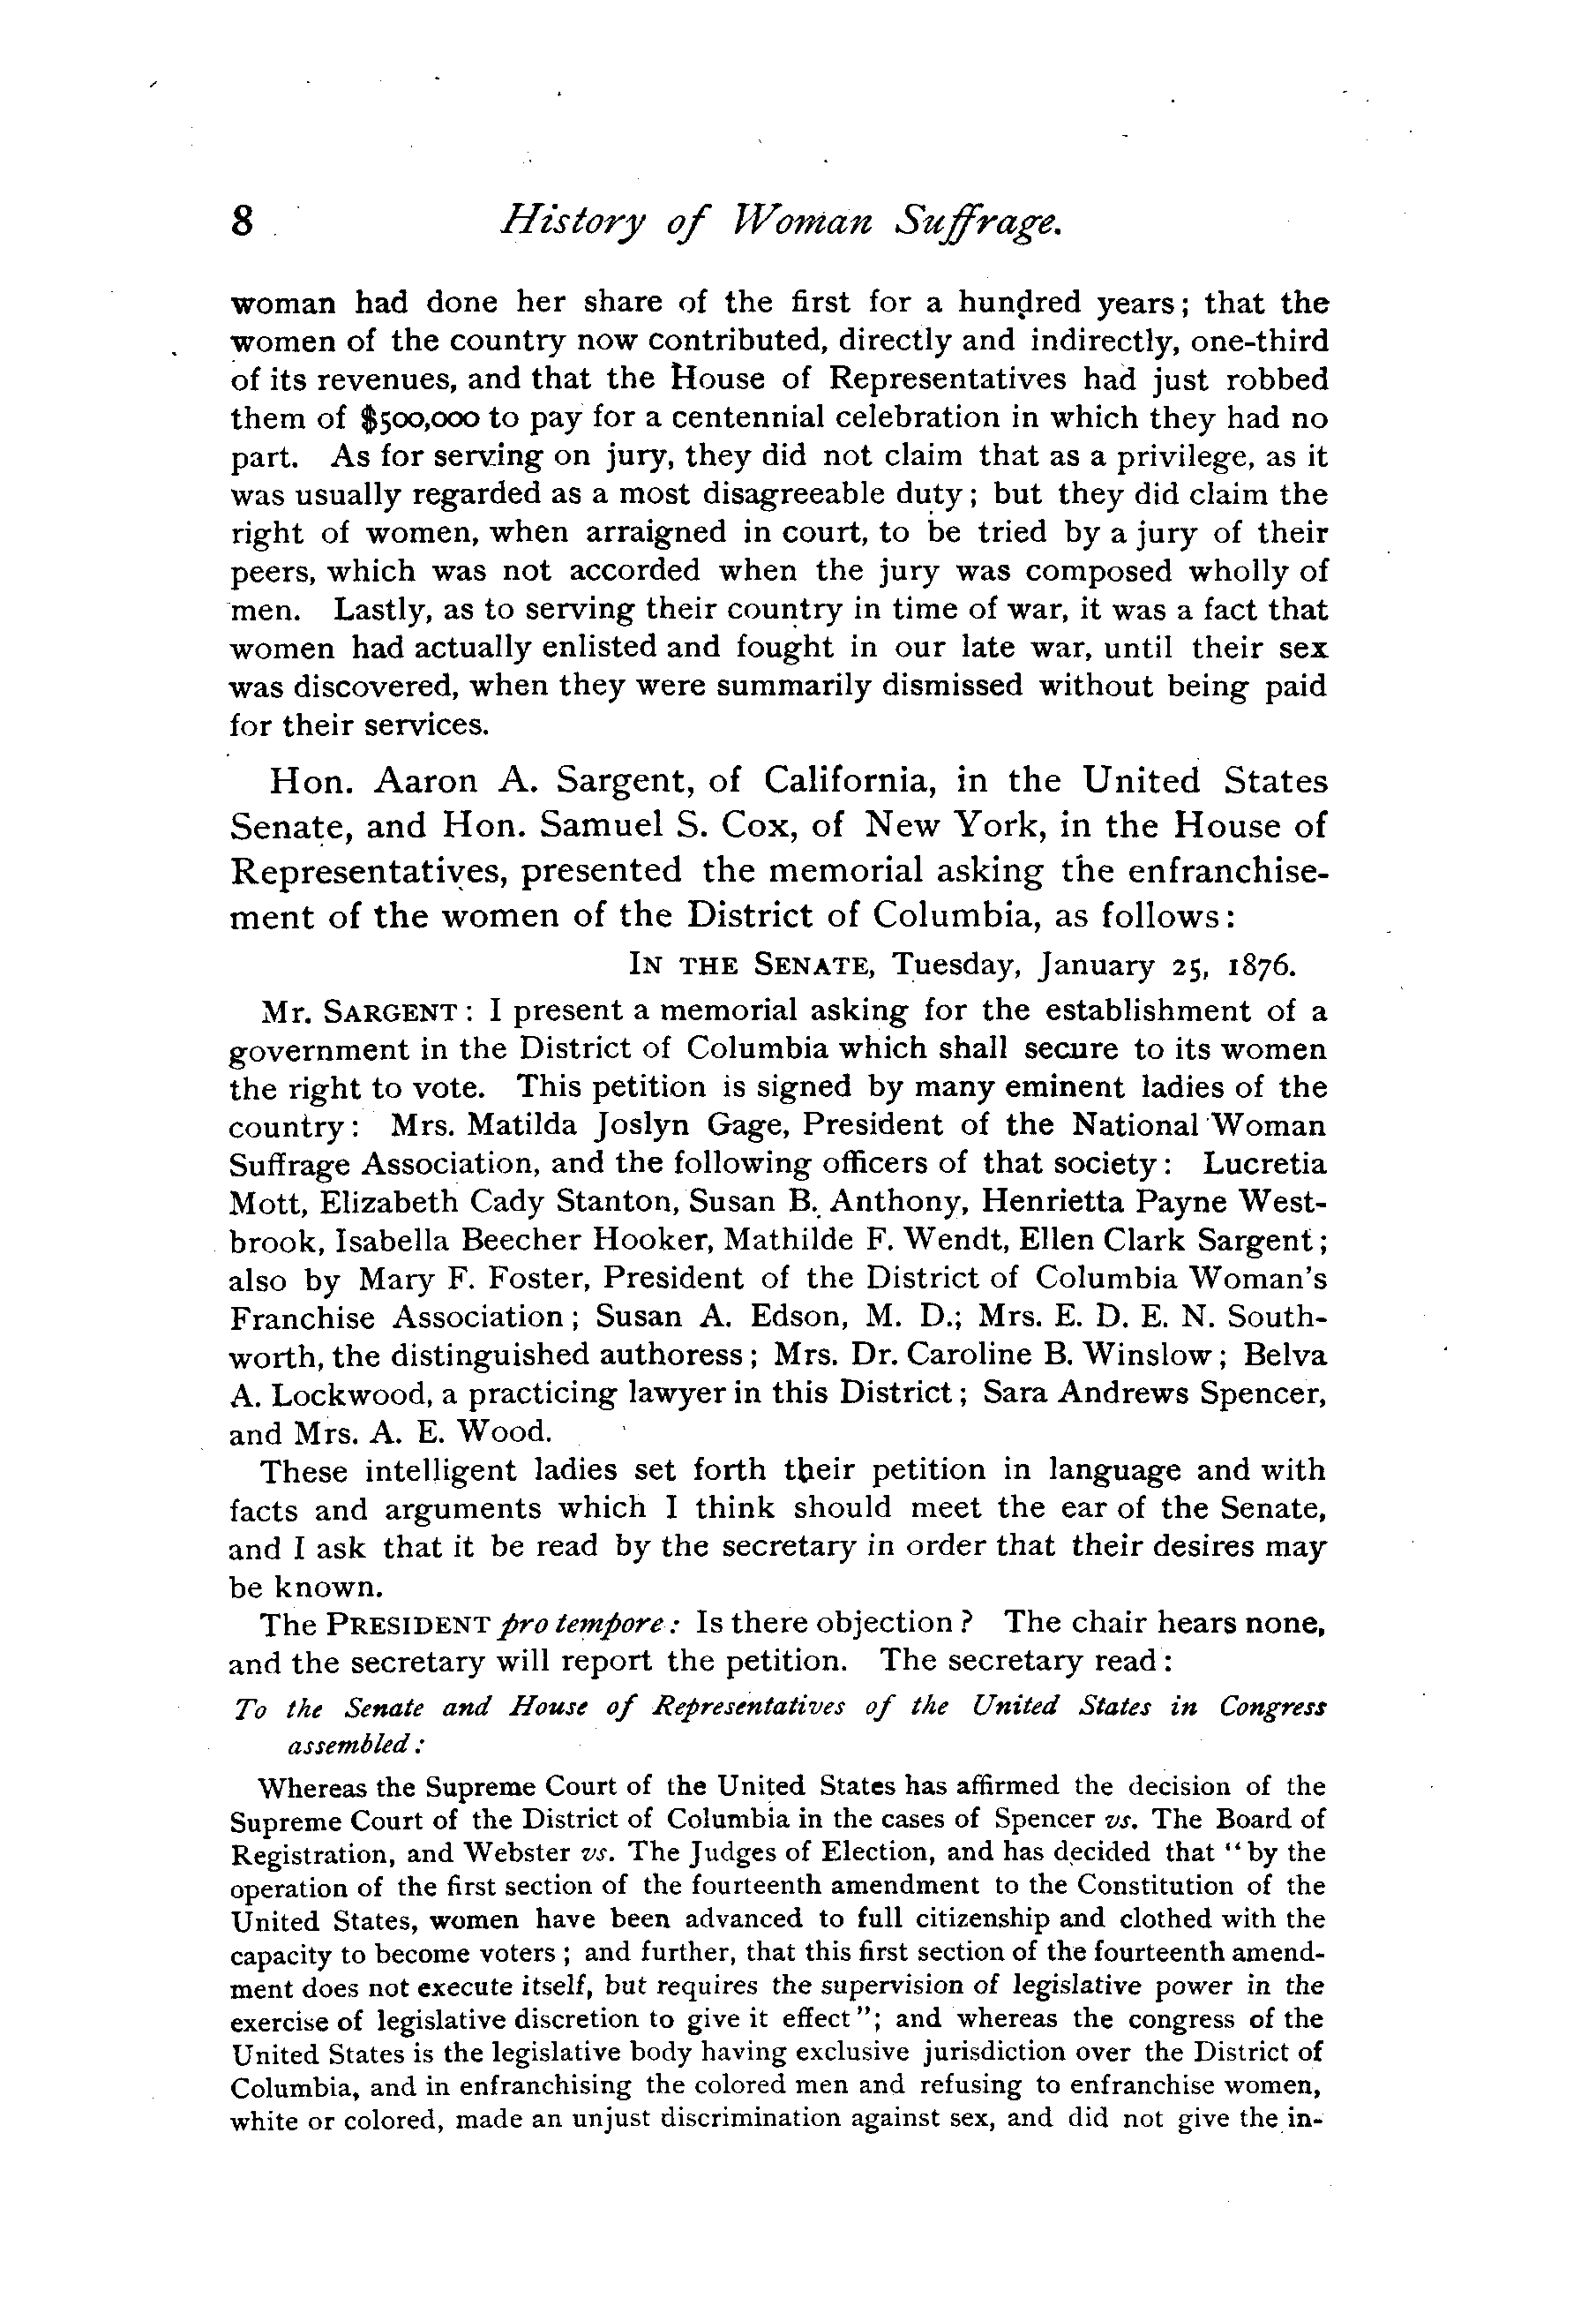 8 History of Woman Suffrage.
woman had done her share of the first for a hundred years; that the
women of the country now contributed, directly and indirectly, one-third
of its revenues, and that the House of Representatives had just robbed
them of $500,000 to pay for a centennial celebration in which they had no
part. As for serving on jury, they did not claim that as a privilege, as it
was usually regarded as a most disagreeable duty; but they did claim the
right of women, when arraigned in court, to be tried by a jury of their
peers, which was not accorded when the jury was composed wholly of
men. Lastly, as to serving their country in time of war, it was a fact that
women had actually enlisted and fought in our late war, until their sex
was discovered, when they were summarily dismissed without being paid
for their services.
Hon. Aaron A. Sargent, of California, in the United States
Senate, and Hon. Samuel S. Cox, of New York, in the House of
Representatives, presented the memorial asking the enfranchise-
ment of the women of the District of Columbia, as follows:
IN THE SENATE, Tuesday, January 25, 1876.
Mr. SARGENT: I present a memorial asking for the establishment of a
government in the District of Columbia which shall secure to its women
the right to vote. This petition is signed by many eminent ladies of the
country: Mrs. Matilda Joslyn Gage, President of the National Woman
Suffrage Association, and the following officers of that society: Lucretia
Mott, Elizabeth Cady Stanton, Susan B. Anthony, Henrietta Payne West-
brook, Isabella Beecher Hooker, Mathilde F. Wendt, Ellen Clark Sargent;
also by Mary F. Foster, President of the District of Columbia Woman's
Franchise Association; Susan A. Edson, M. D.; Mrs. E. D. E. N. South-
worth, the distinguished authoress; Mrs. Dr. Caroline B. Winslow; Belva
A. Lockwood, a practicing lawyer in this District; Sara Andrews Spencer,
and Mrs. A. E. Wood.
These intelligent ladies set forth their petition in language and with
facts and arguments which I think should meet the ear of the Senate,
and I ask that it be read by the secretary in order that their desires may
be known.
The PRESIDENT pro tempore: Is there objection? The chair hears none,
and the secretary will report the petition. The secretary read:
To the Senate and House of Representatives of the United States in Congress
assembled:
Whereas the Supreme Court of the United States has affirmed the decision of the
Supreme Court of the District of Columbia in the cases of Spencer vs. The Board of
Registration, and Webster vs. The Judges of Election, and has decided that "by the
operation of the first section of the fourteenth amendment to the Constitution of the
United States, women have been advanced to full citizenship and clothed with the
capacity to become voters; and further, that this first section of the fourteenth amend-
ment does not execute itself, but requires the supervision of legislative power in the
exercise of legislative discretion to give it effect"; and whereas the congress of the
United States is the legislative body having exclusive jurisdiction over the District of
Columbia, and in enfranchising the colored men and refusing to enfranchise women,
white or colored, made an unjust discrimination against sex, and did not give the in-